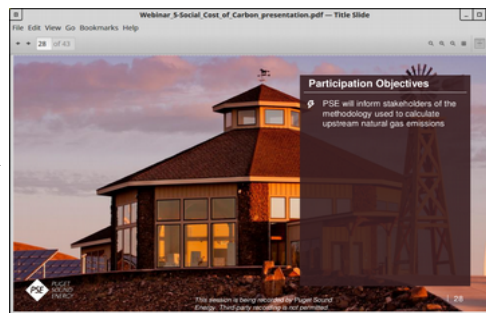 Webinar_5-Social_Cost_of_Carbon_presentation.pdf — Title Slide
File Edit View Go Bookmarks Help
28 of 43
Participation Objectives
PSE will inform stakeholders of the
methodology used to calculate
upstream natural gas emissions
PSE
PUGET
SOUND
ENERGY
This session is being recorded by Puget Sound
Energy. Third-party recording is not permitted.
28